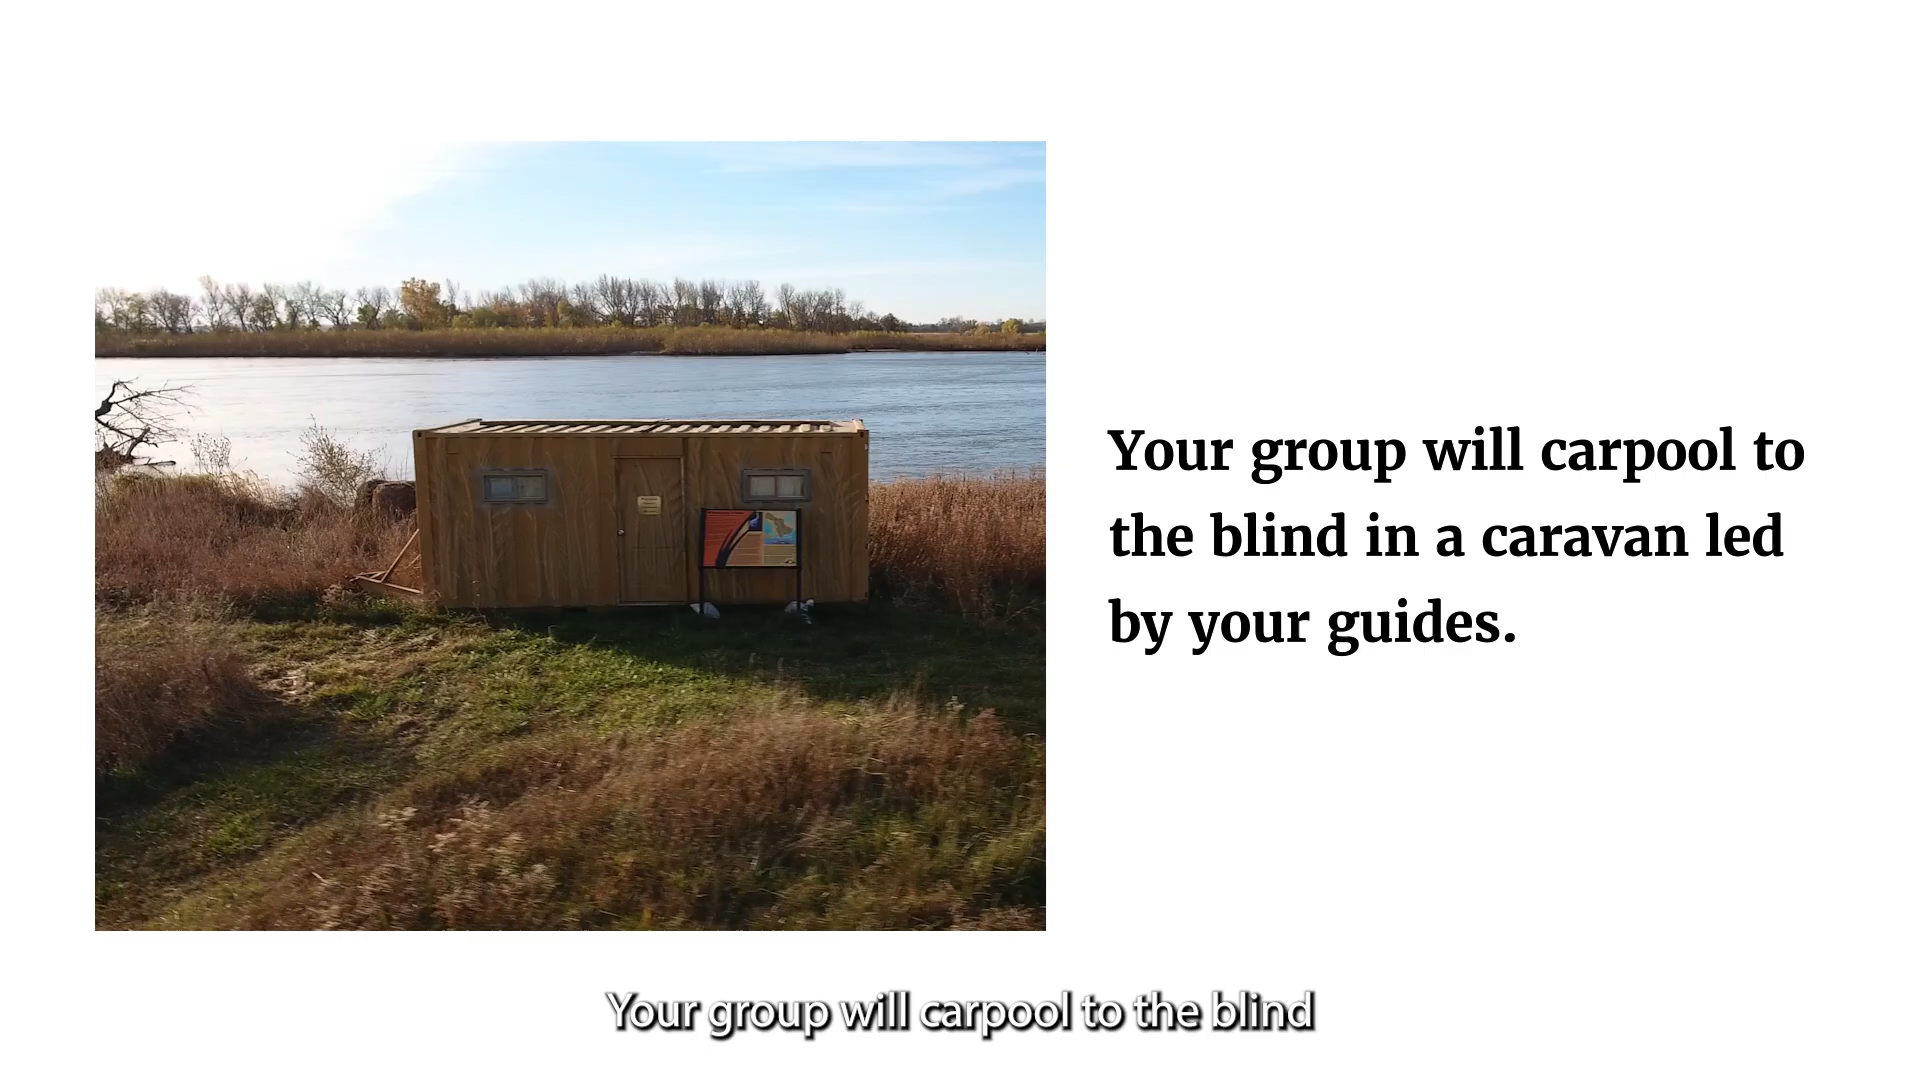 Your group will carpool to
the blind in a caravan led
by your guides.
Your group will carpool to the blind